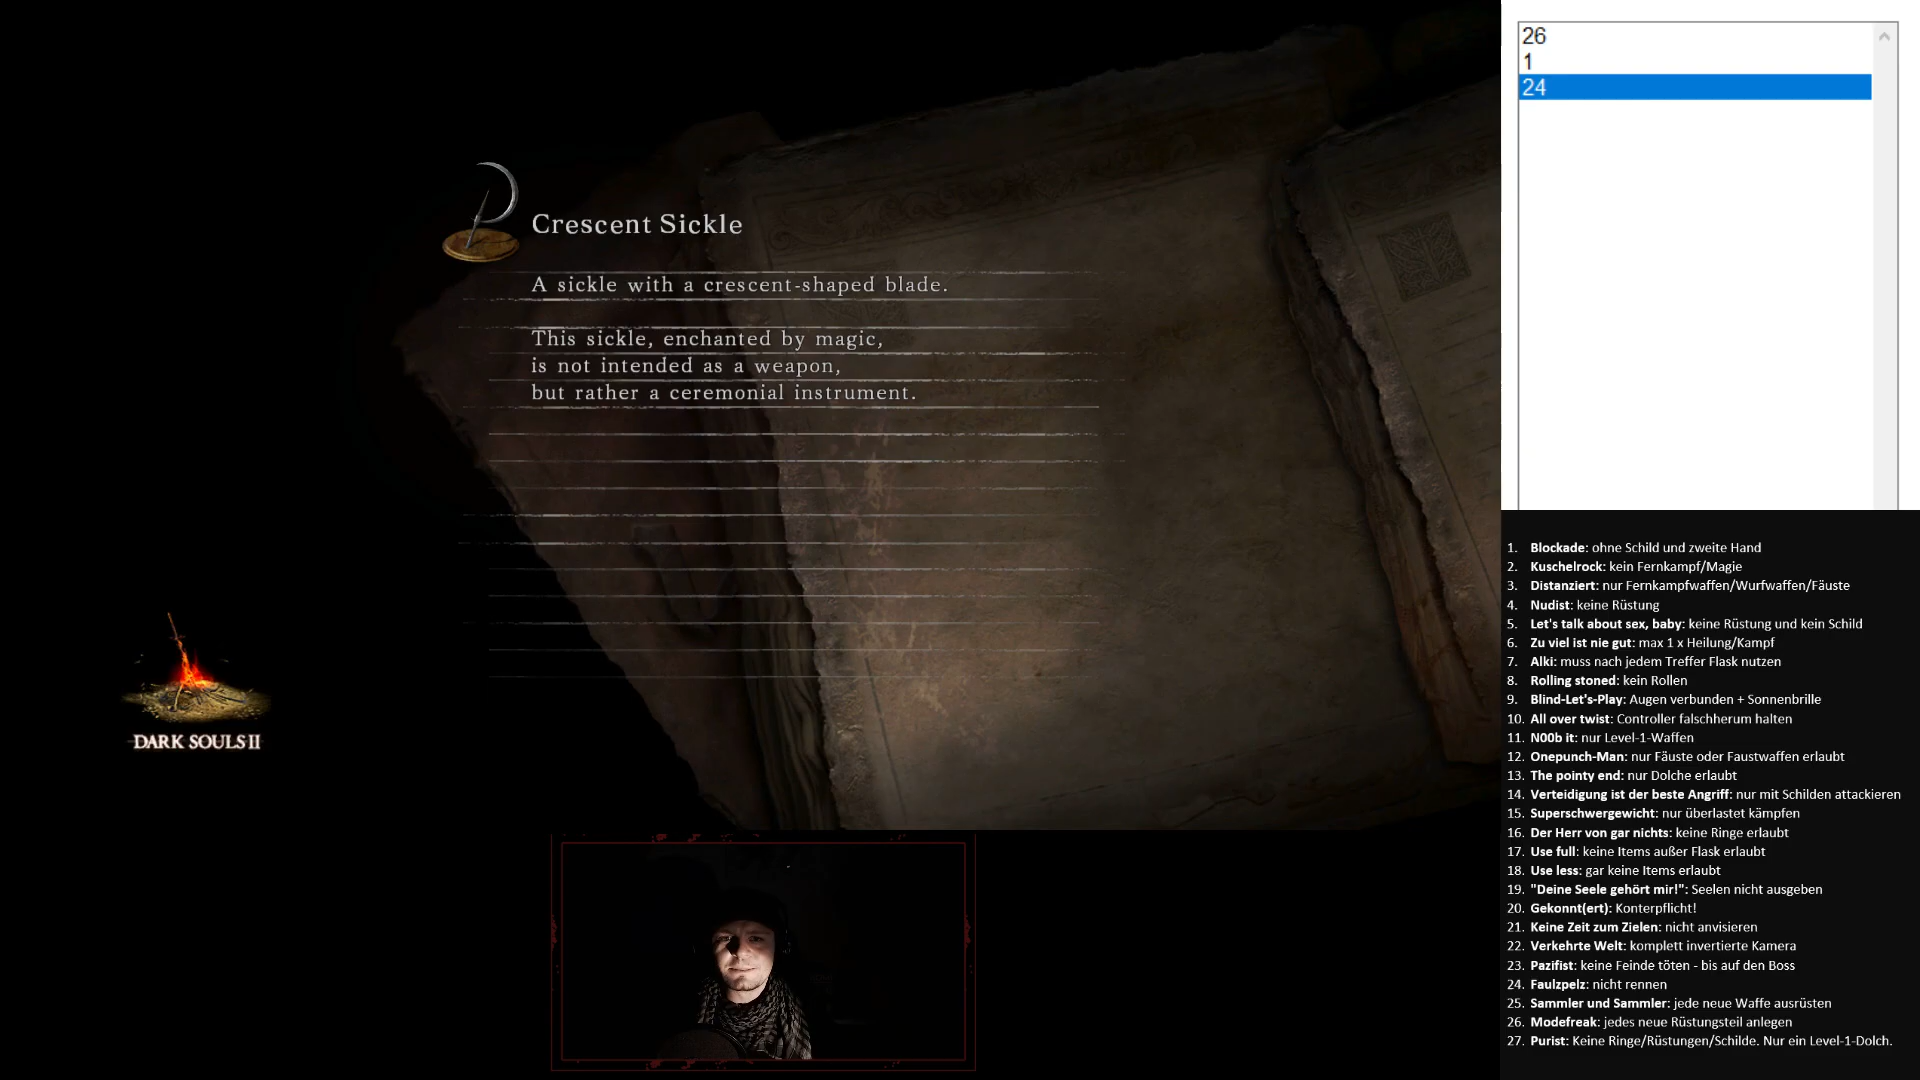 Crescent Sickle
A sickle with a crescent-shaped blade.
This sickle, enchanted by magic,
is not intended as a weapon,
but rather a ceremonial instrument.
DARK SOULS II
26
1
24
1. Blockade: ohne Schild und zweite Hand
2. Kuschelrock: kein Fernkampf/Magie
3. Distanziert: nur Fernkampfwaffen/Wurfwaffen/Fäuste
4. Nudist: keine Rüstung
5. Let's talk about sex, baby: keine Rüstung und kein Schild
6. Zu viel ist nie gut: max 1 x Heilung/Kampf
7. Alki: muss nach jedem Treffer Flask nutzen
8. Rolling stoned: kein Rollen
9. Blind-Let's-Play: Augen verbunden + Sonnenbrille
10. All over twist: Controller falschherum halten
11. N00b it: nur Level-1-Waffen
12. Onepunch-Man: nur Fäuste oder Faustwaffen erlaubt
13. The pointy end: nur Dolche erlaubt
14. Verteidigung ist der beste Angriff: nur mit Schilden attackieren
15. Superschwergewicht: nur überlastet kämpfen
16. Der Herr von gar nichts: keine Ringe erlaubt
17. Use full: keine Items außer Flask erlaubt
18. Use less: gar keine Items erlaubt
19. "Deine Seele gehört mir!": Seelen nicht ausgeben
20. Gekonnt(ert): Konterpflicht!
21. Keine Zeit zum Zielen: nicht anvisieren
22. Verkehrte Welt: komplett invertierte Kamera
23. Pazifist: keine Feinde töten - bis auf den Boss
24. Faulzpelz: nicht rennen
25. Sammler und Sammler: jede neue Waffe ausrüsten
26. Modefreak: jedes neue Rüstungsteil anlegen
27. Purist: Keine Ringe/Rüstungen/Schilde. Nur ein Level-1-Dolch.